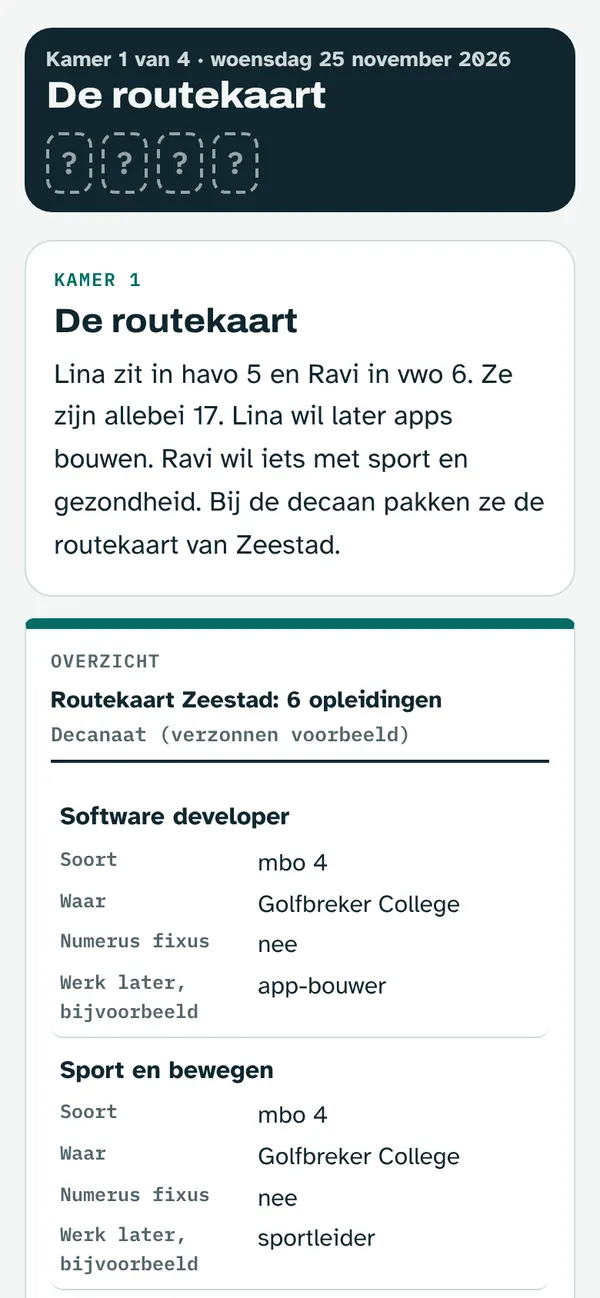 Kamer 1 van 4 · woensdag 25 november 2026
De routekaart
? ? ? ?
KAMER 1
De routekaart
Lina zit in havo 5 en Ravi in vwo 6. Ze
zijn allebei 17. Lina wil later apps
bouwen. Ravi wil iets met sport en
gezondheid. Bij de decaan pakken ze de
routekaart van Zeestad.
OVERZICHT
Routekaart Zeestad: 6 opleidingen
Decanaat (verzonnen voorbeeld)
Software developer
Soort mbo 4
Waar Golfbreker College
Numerus fixus nee
Werk later, app-bouwer
bijvoorbeeld
Sport en bewegen
Soort mbo 4
Waar Golfbreker College
Numerus fixus nee
Werk later, sportleider
bijvoorbeeld